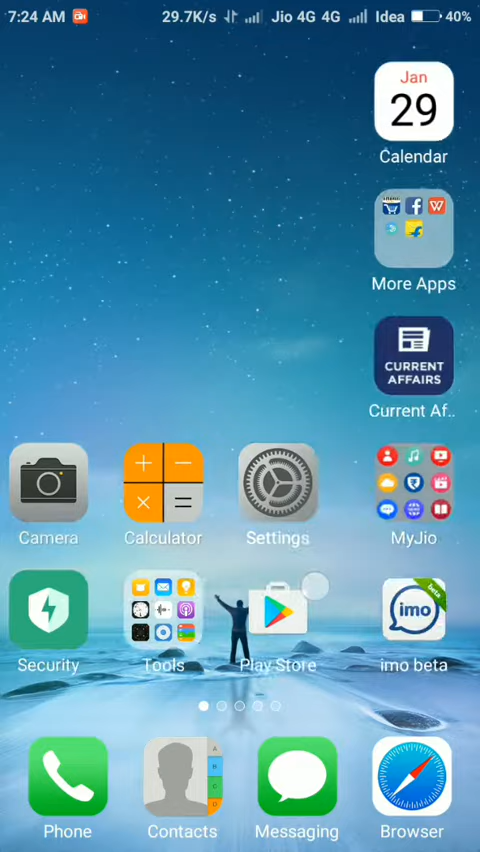 7:24 AM 29.7K/s Jio 4G 4G Idea 40%
Jan
29
Calendar
More Apps
CURRENT
AFFAIRS
Current Af..
Camera
Calculator
Settings
MyJio
beta
imo
Security
Tools
Play Store
imo beta
Phone
Contacts
Messaging
Browser